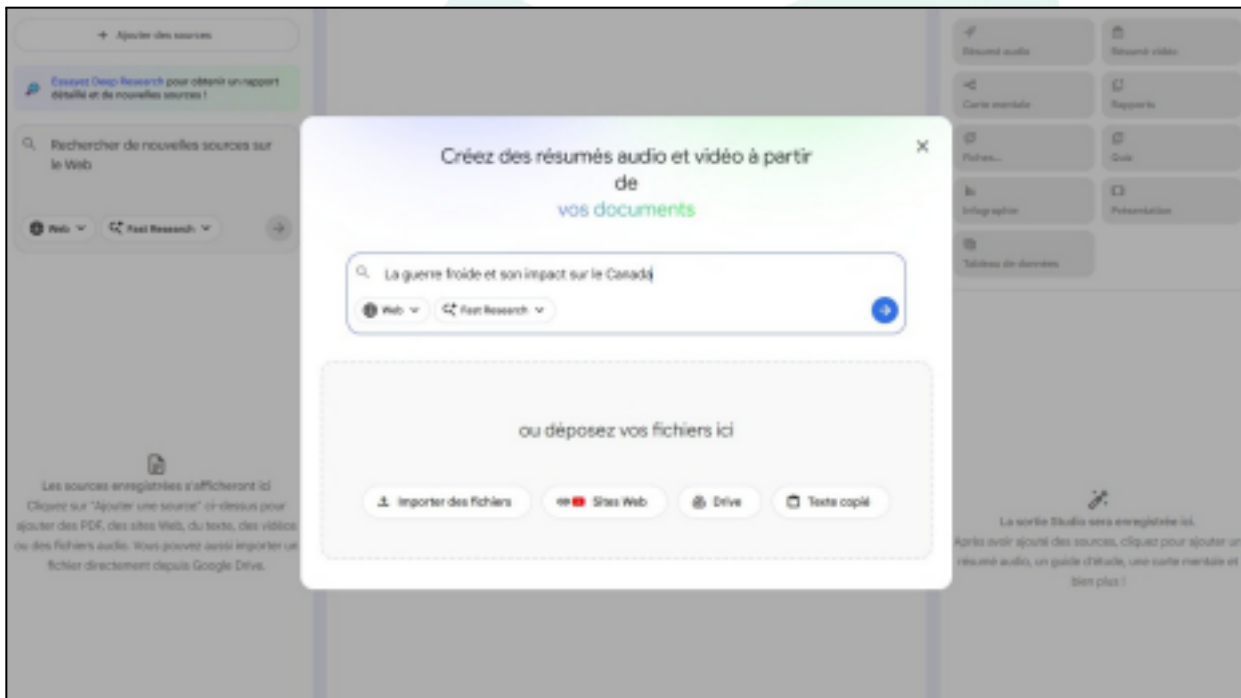 + Ajouter des sources
Essayez Deep Research pour obtenir un rapport
détaillé et de nouvelles sources !
Rechercher de nouvelles sources sur
le Web
Web
Fast Research
Les sources enregistrées s'afficheront ici
Cliquez sur "Ajouter une source" ci-dessus pour
ajouter des PDF, des sites Web, du texte, des vidéos
ou des fichiers audio. Vous pouvez aussi importer un
fichier directement depuis Google Drive.
Créez des résumés audio et vidéo à partir
de
vos documents
La guerre froide et son impact sur le Canada
Web
Fast Research
ou déposez vos fichiers ici
Importer des fichiers
Sites Web
Drive
Texte copié
Résumé audio
Résumé vidéo
Carte mentale
Rapports
Fiches...
Quiz
Infographie
Présentation
Tableau de données
La sortie Studio sera enregistrée ici.
Après avoir ajouté des sources, cliquez pour ajouter un
résumé audio, un guide d'étude, une carte mentale et
bien plus !